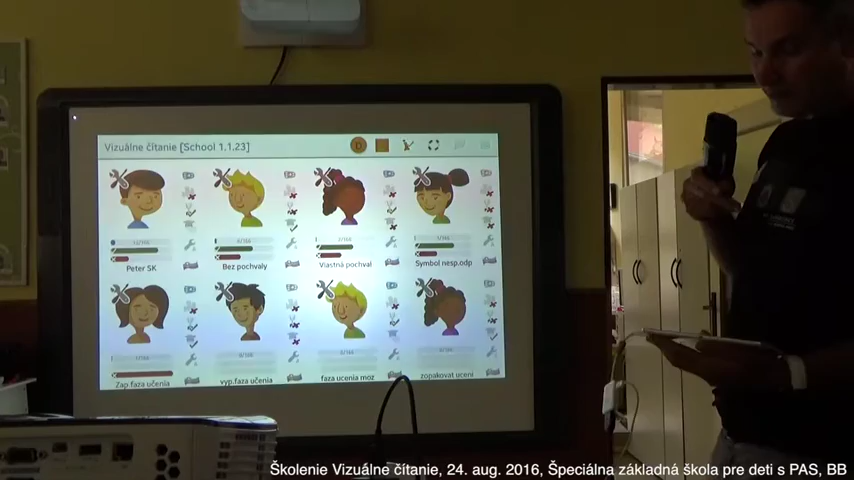 Vizuálne čítanie [School 1.1.23]
D
Peter SK
Bez pochvaly
Vlastná pochval
Symbol nesp.odp
Zap.faza učenia
vyp.faza učenia
faza ucenia moz
zopakovat uceni
Školenie Vizuálne čítanie, 24. aug. 2016, Špeciálna základná škola pre deti s PAS, BB